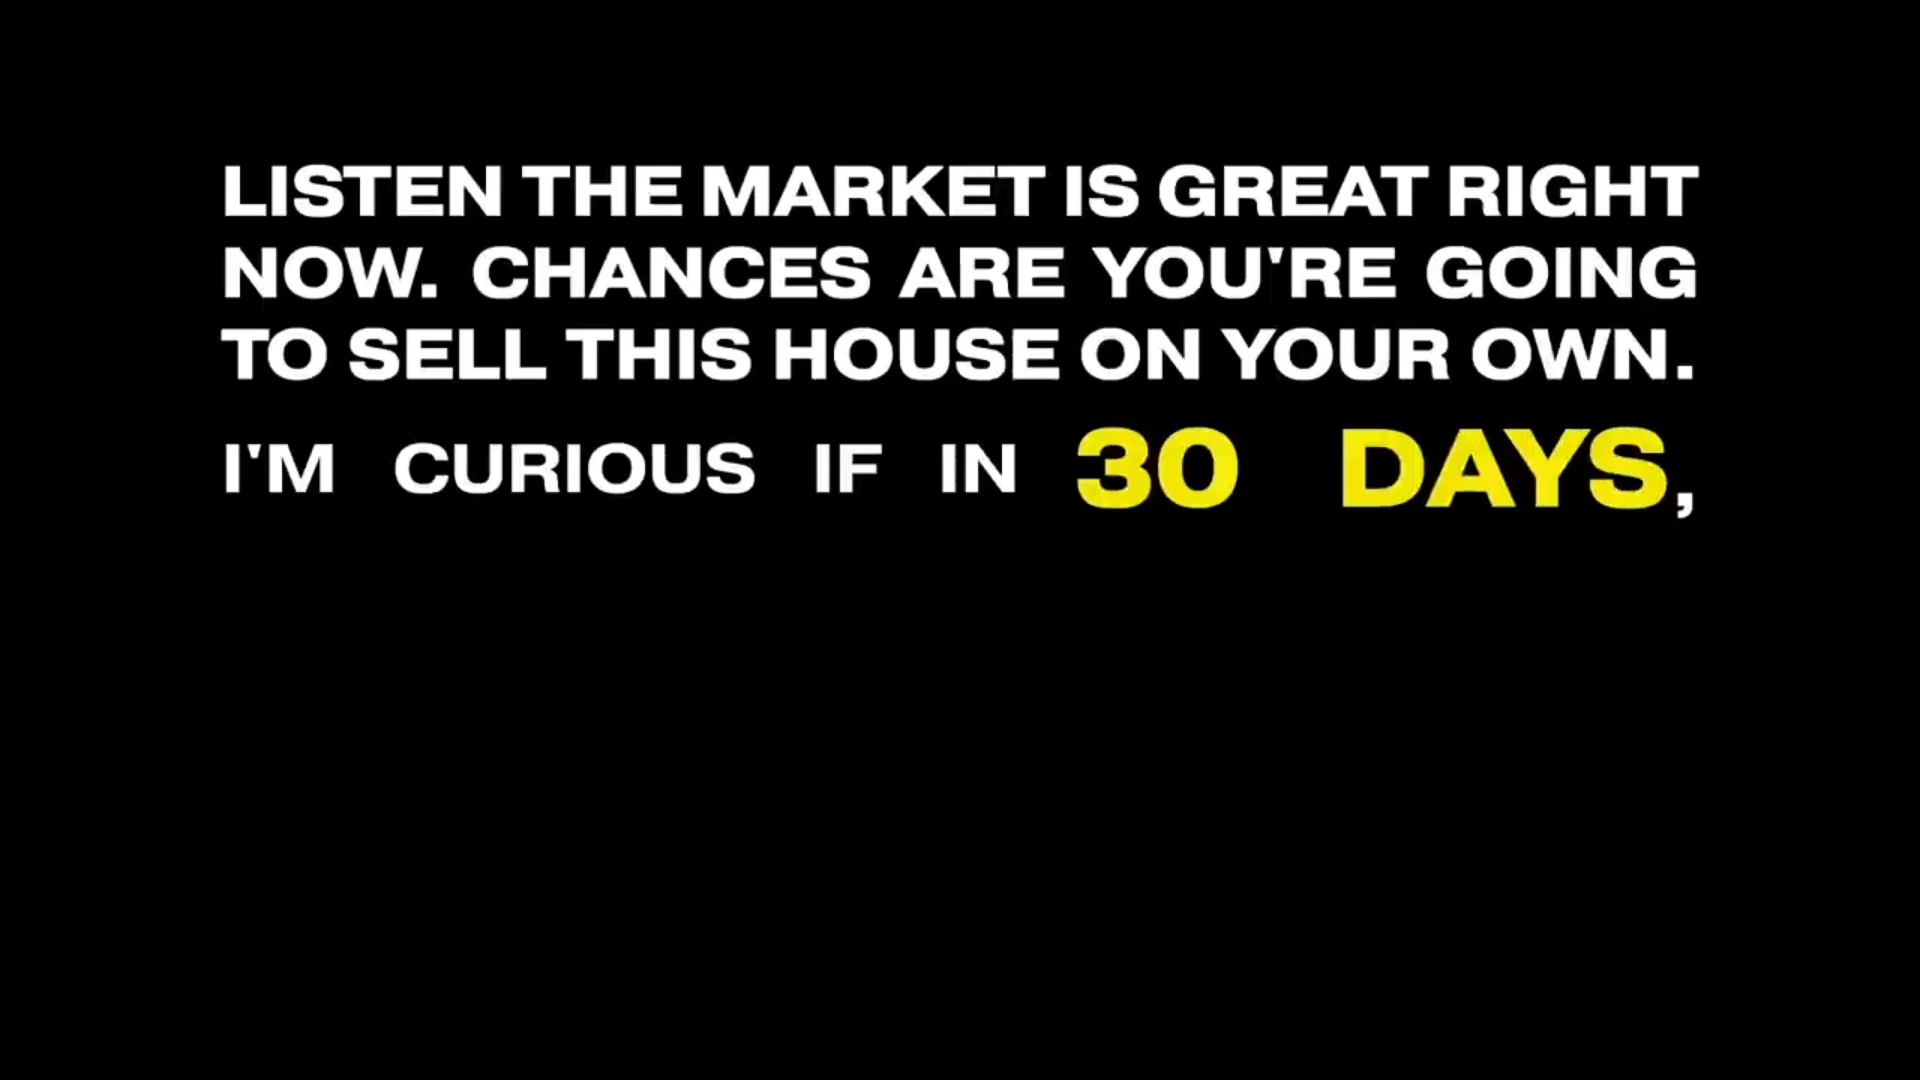 LISTEN THE MARKET IS GREAT RIGHT
NOW. CHANCES ARE YOU'RE GOING
TO SELL THIS HOUSE ON YOUR OWN.
I'M CURIOUS IF IN 30 DAYS,